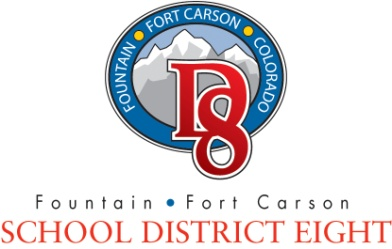 FOUNTAIN • FORT CARSON • COLORADO
D8
Fountain • Fort Carson
SCHOOL DISTRICT EIGHT